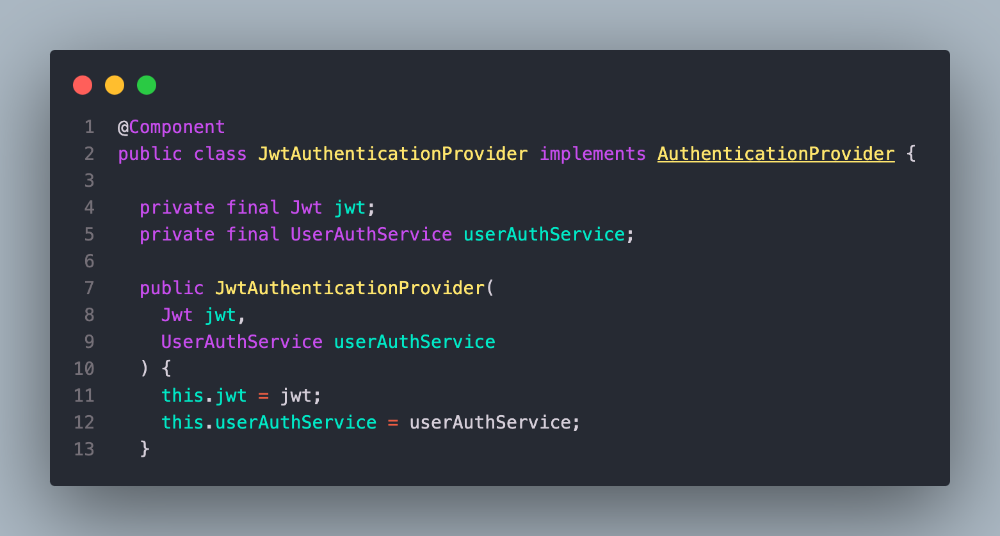 1 @Component
2 public class JwtAuthenticationProvider implements AuthenticationProvider {
3
4   private final Jwt jwt;
5   private final UserAuthService userAuthService;
6
7   public JwtAuthenticationProvider(
8     Jwt jwt,
9     UserAuthService userAuthService
10   ) {
11     this.jwt = jwt;
12     this.userAuthService = userAuthService;
13   }